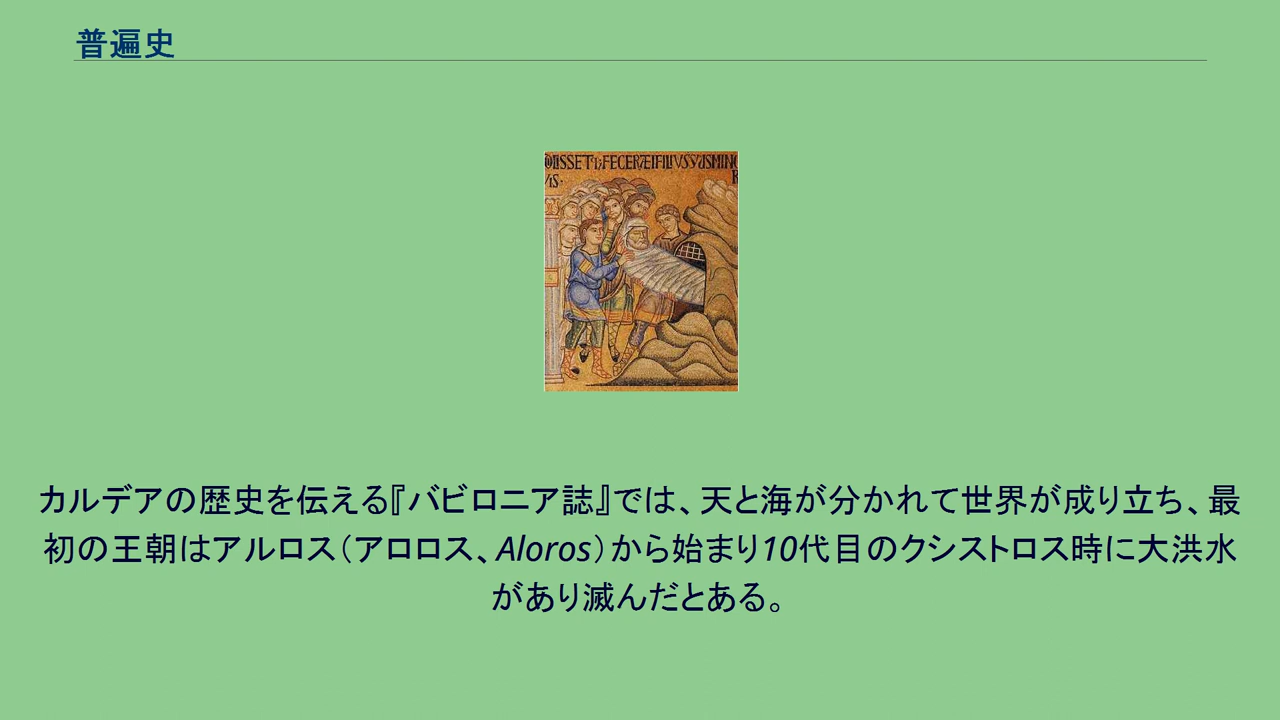 普遍史
カルデアの歴史を伝える『バビロニア誌』では、天と海が分かれて世界が成り立ち、最
初の王朝はアルロス（アロロス、Aloros）から始まり10代目のクシストロス時に大洪水
があり滅んだとある。